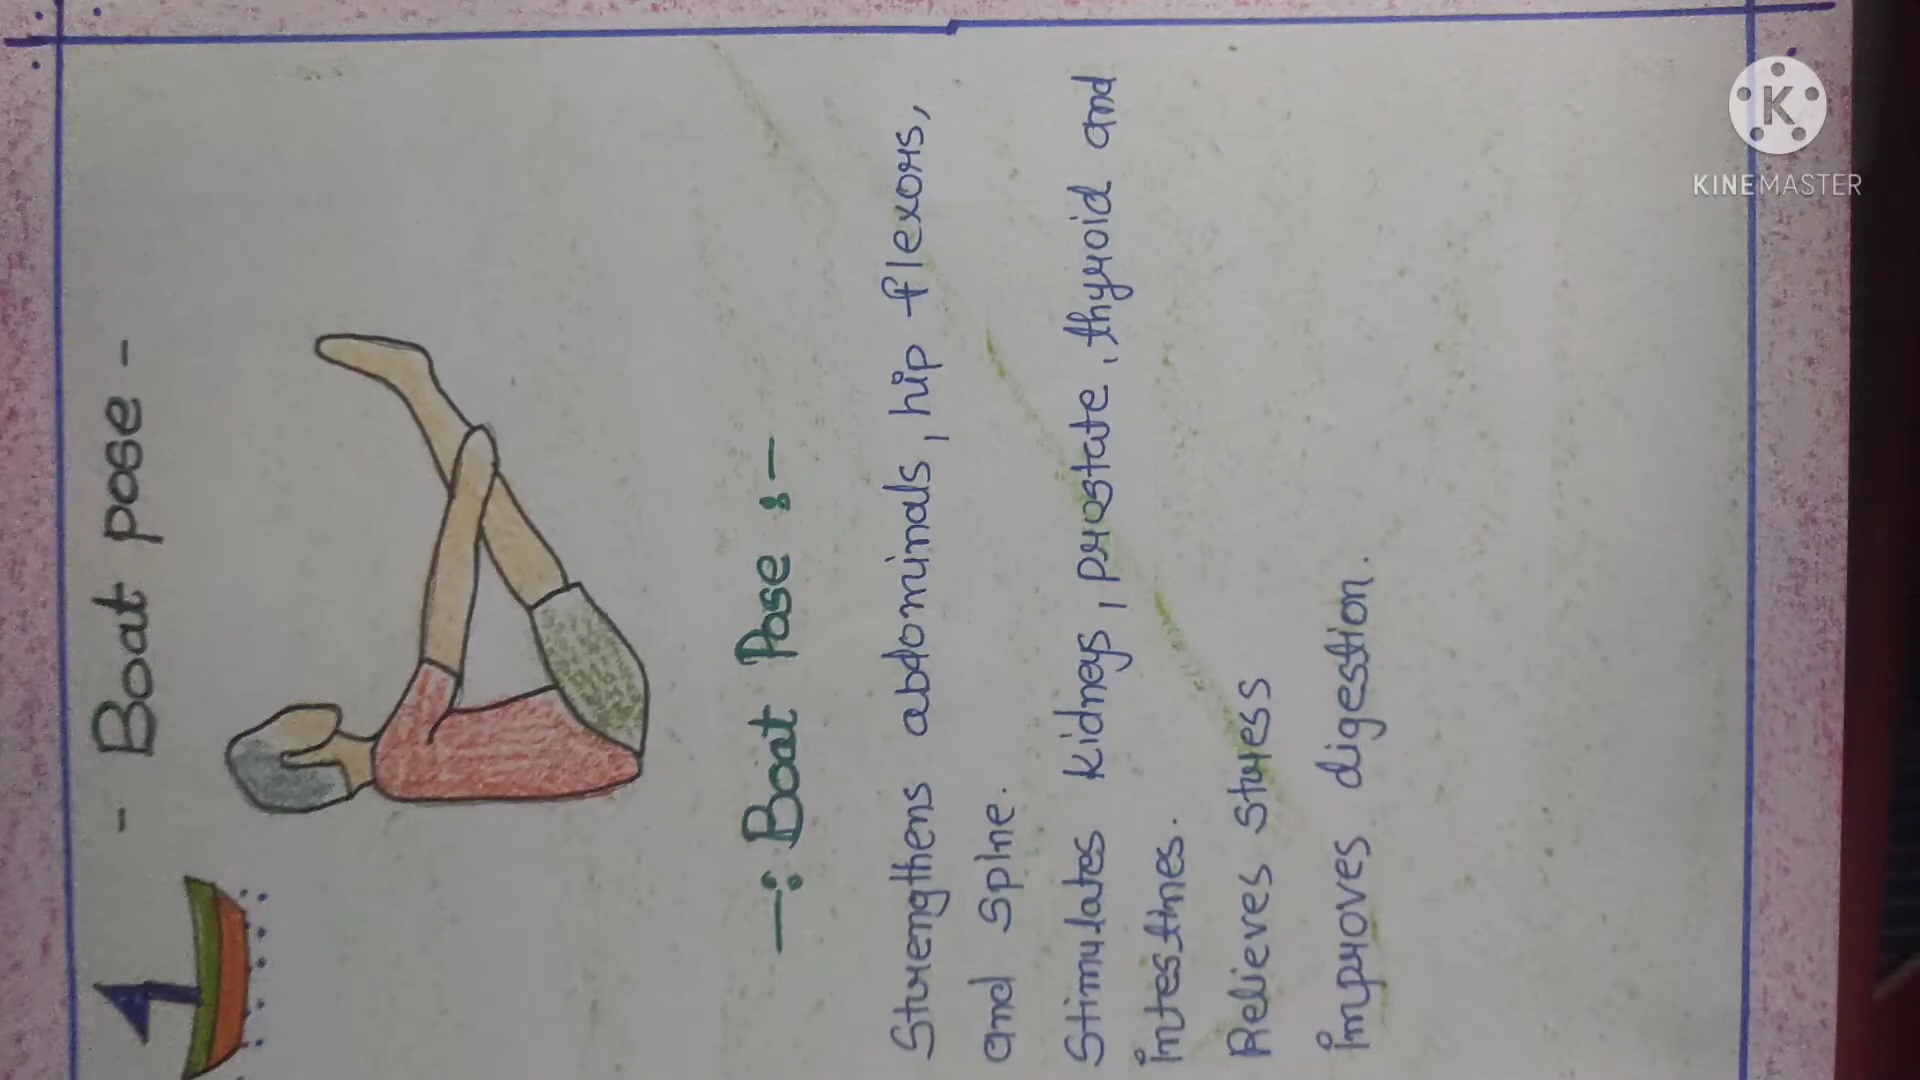 - Boat pose -
—: Boat Pose :—
Strengthens abdominals, hip flexors,
and spine.
Stimulates kidneys, prostate, thyroid and
intestines.
Relieves stress
improves digestion.
KINEMASTER